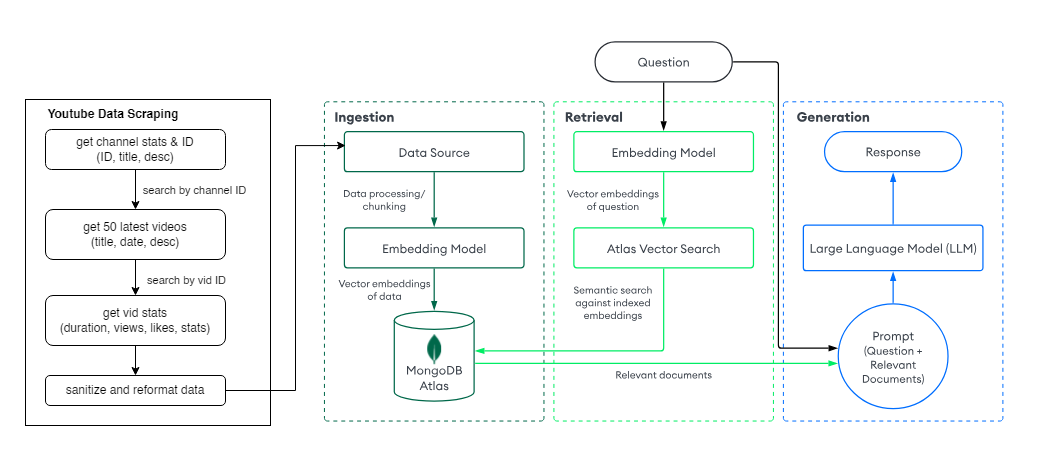 Question
Youtube Data Scraping
get channel stats & ID
(ID, title, desc)
search by channel ID
get 50 latest videos
(title, date, desc)
search by vid ID
get vid stats
(duration, views, likes, stats)
sanitize and reformat data
Ingestion
Data Source
Data processing/
chunking
Embedding Model
Vector embeddings
of data
MongoDB
Atlas
Retrieval
Embedding Model
Vector embeddings
of question
Atlas Vector Search
Semantic search
against indexed
embeddings
Relevant documents
Generation
Response
Large Language Model (LLM)
Prompt
(Question +
Relevant
Documents)